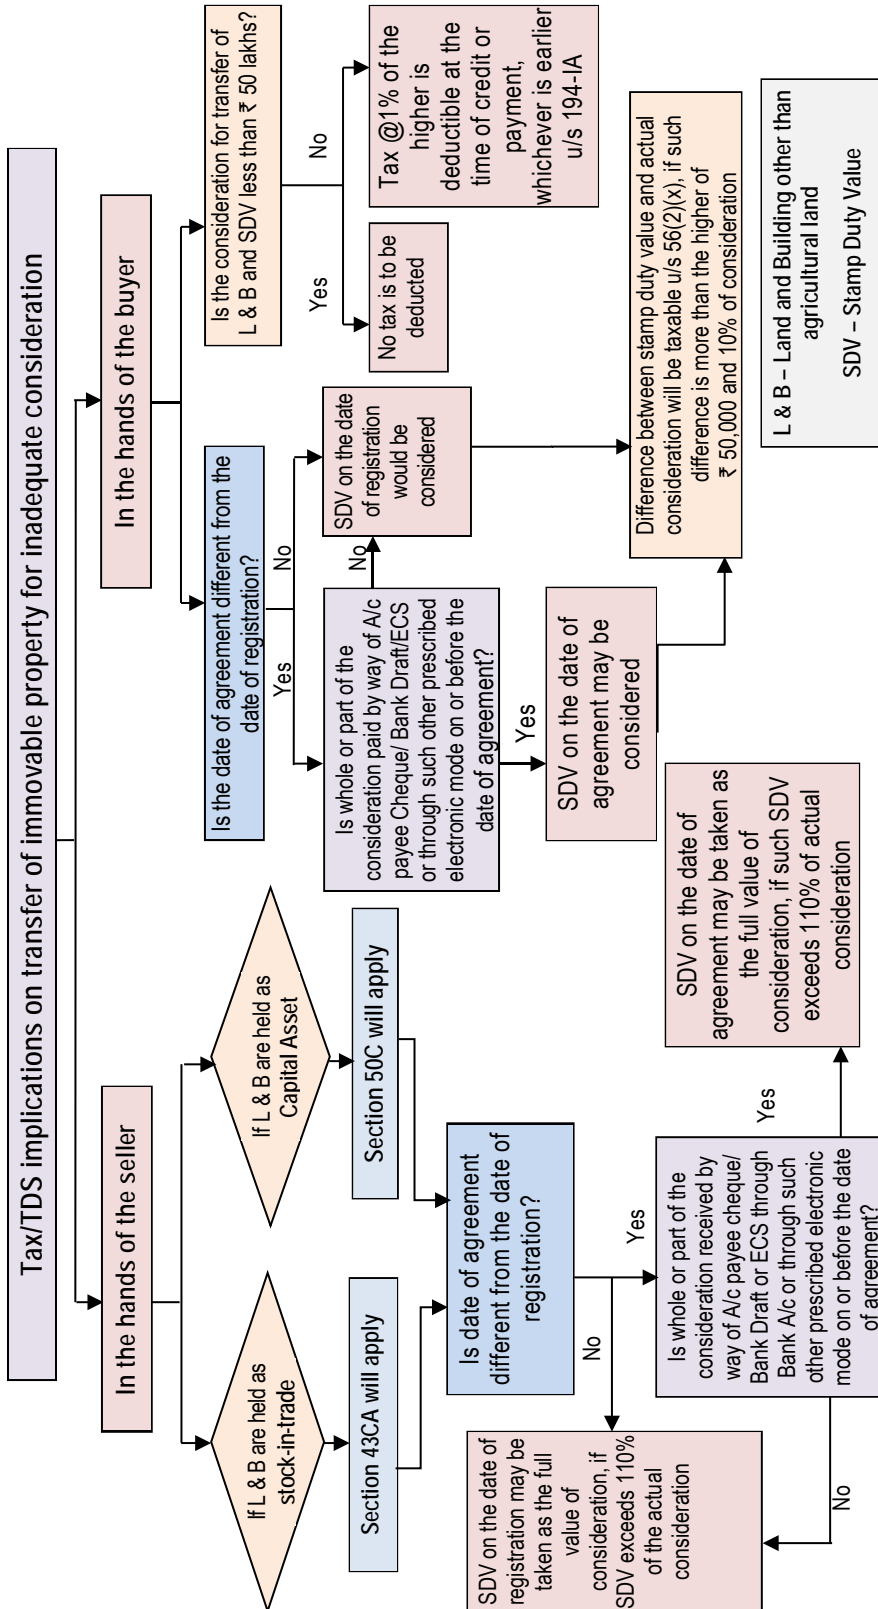 Tax/TDS implications on transfer of immovable property for inadequate consideration
In the hands of the seller
In the hands of the buyer
If L & B are held as
stock-in-trade
If L & B are held as
Capital Asset
Section 43CA will apply
Section 50C will apply
Is date of agreement
different from the date of
registration?
No
Yes
SDV on the date of
registration may be
taken as the full
value of
consideration, if
SDV exceeds 110%
of the actual
consideration
Is whole or part of the
consideration received by
way of A/c payee cheque/
Bank Draft or ECS through
Bank A/c or through such
other prescribed electronic
mode on or before the date
of agreement?
No
Yes
SDV on the date of
agreement may be taken as
the full value of
consideration, if such SDV
exceeds 110% of actual
consideration
Is the date of agreement different from the
date of registration?
Yes
No
Is whole or part of the
consideration paid by way of A/c
payee Cheque/ Bank Draft/ECS
or through such other prescribed
electronic mode on or before the
date of agreement?
No
Yes
SDV on the date
of registration
would be
considered
SDV on the date of
agreement may be
considered
Is the consideration for transfer of
L & B and SDV less than ₹ 50 lakhs?
Yes
No
No tax is to be
deducted
Tax @1% of the
higher is
deductible at the
time of credit or
payment,
whichever is earlier
u/s 194-IA
Difference between stamp duty value and actual
consideration will be taxable u/s 56(2)(x), if such
difference is more than the higher of
₹ 50,000 and 10% of consideration
L & B – Land and Building other than
agricultural land
SDV – Stamp Duty Value